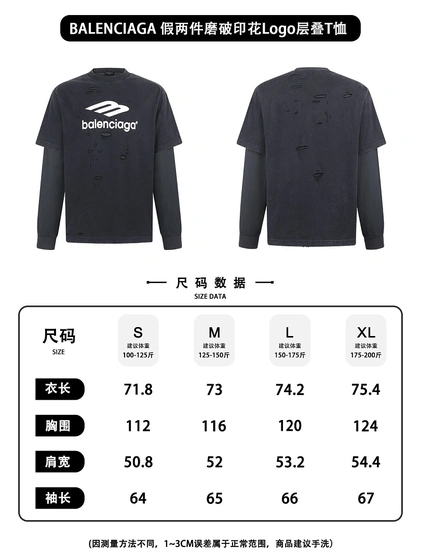 BALENCIAGA 假两件磨破印花Logo层叠T恤
balenciaga
尺码数据
SIZE DATA
尺码 S M L XL
SIZE 建议体重 建议体重 建议体重 建议体重
100-125斤 125-150斤 150-175斤 175-200斤
衣长 71.8 73 74.2 75.4
胸围 112 116 120 124
肩宽 50.8 52 53.2 54.4
袖长 64 65 66 67
(因测量方法不同，1~3CM误差属于正常范围，商品建议手洗)